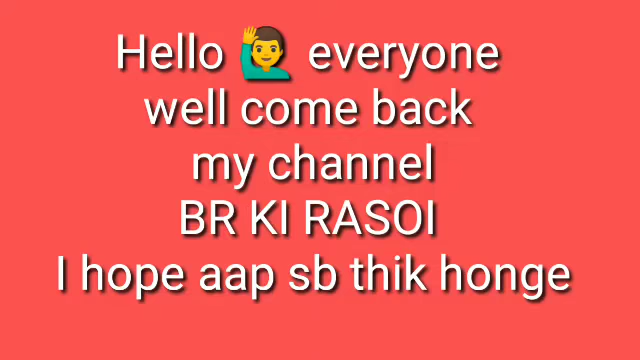 Hello 🙋‍♂️ everyone
well come back
my channel
BR KI RASOI
I hope aap sb thik honge